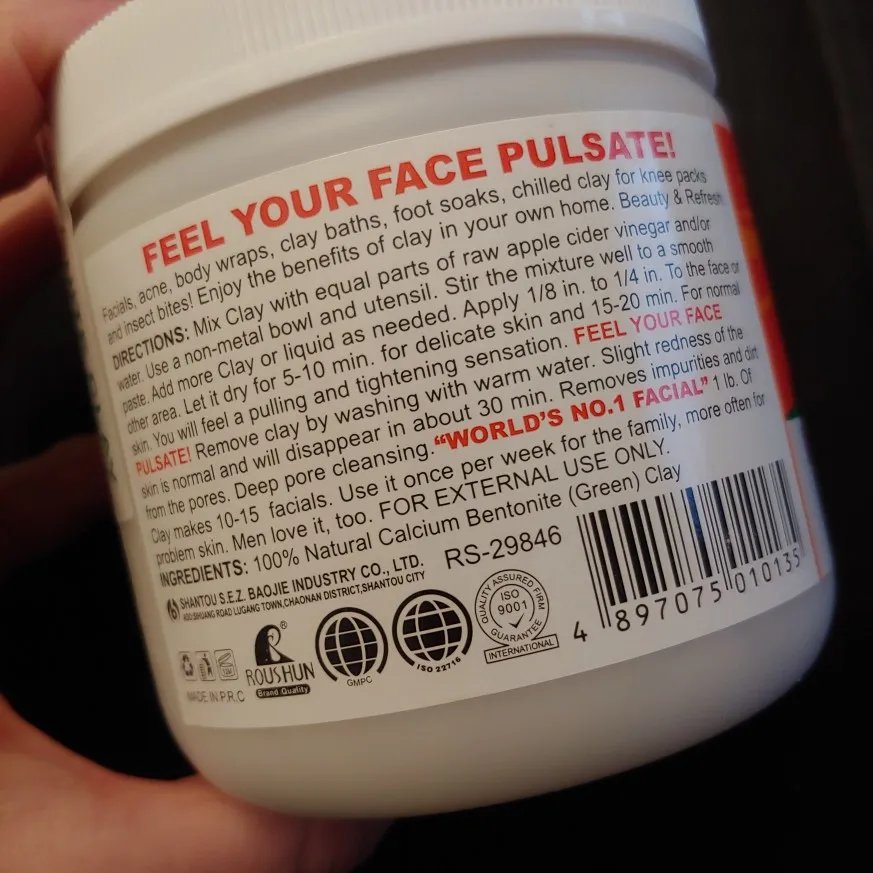 FEEL YOUR FACE PULSATE!
Facials, acne, body wraps, clay baths, foot soaks, chilled clay for knee packs
and insect bites! Enjoy the benefits of clay in your own home. Beauty & Refresh
DIRECTIONS: Mix Clay with equal parts of raw apple cider vinegar and/or
water. Use a non-metal bowl and utensil. Stir the mixture well to a smooth
paste. Add more Clay or liquid as needed. Apply 1/8 in. to 1/4 in. To the face or
other area. Let it dry for 5-10 min. for delicate skin and 15-20 min. For normal
skin. You will feel a pulling and tightening sensation. FEEL YOUR FACE
PULSATE! Remove clay by washing with warm water. Slight redness of the
skin is normal and will disappear in about 30 min. Removes impurities and dirt
from the pores. Deep pore cleansing. “WORLD’S NO.1 FACIAL” 1 lb. Of
Clay makes 10-15 facials. Use it once per week for the family, more often for
problem skin. Men love it, too. FOR EXTERNAL USE ONLY.
INGREDIENTS: 100% Natural Calcium Bentonite (Green) Clay
SHANTOU S.E.Z. BAOJIE INDUSTRY CO., LTD.
ROAD LUGANG TOWN,CHAONAN DISTRICT,SHANTOU CITY
RS-29846
MADE IN P.R.C
ROUSHUN ®
Brand Quality
GMPC
ISO 22716
QUALITY ASSURED FIRM
ISO
9001
GUARANTEE
INTERNATIONAL
4 897075 010135